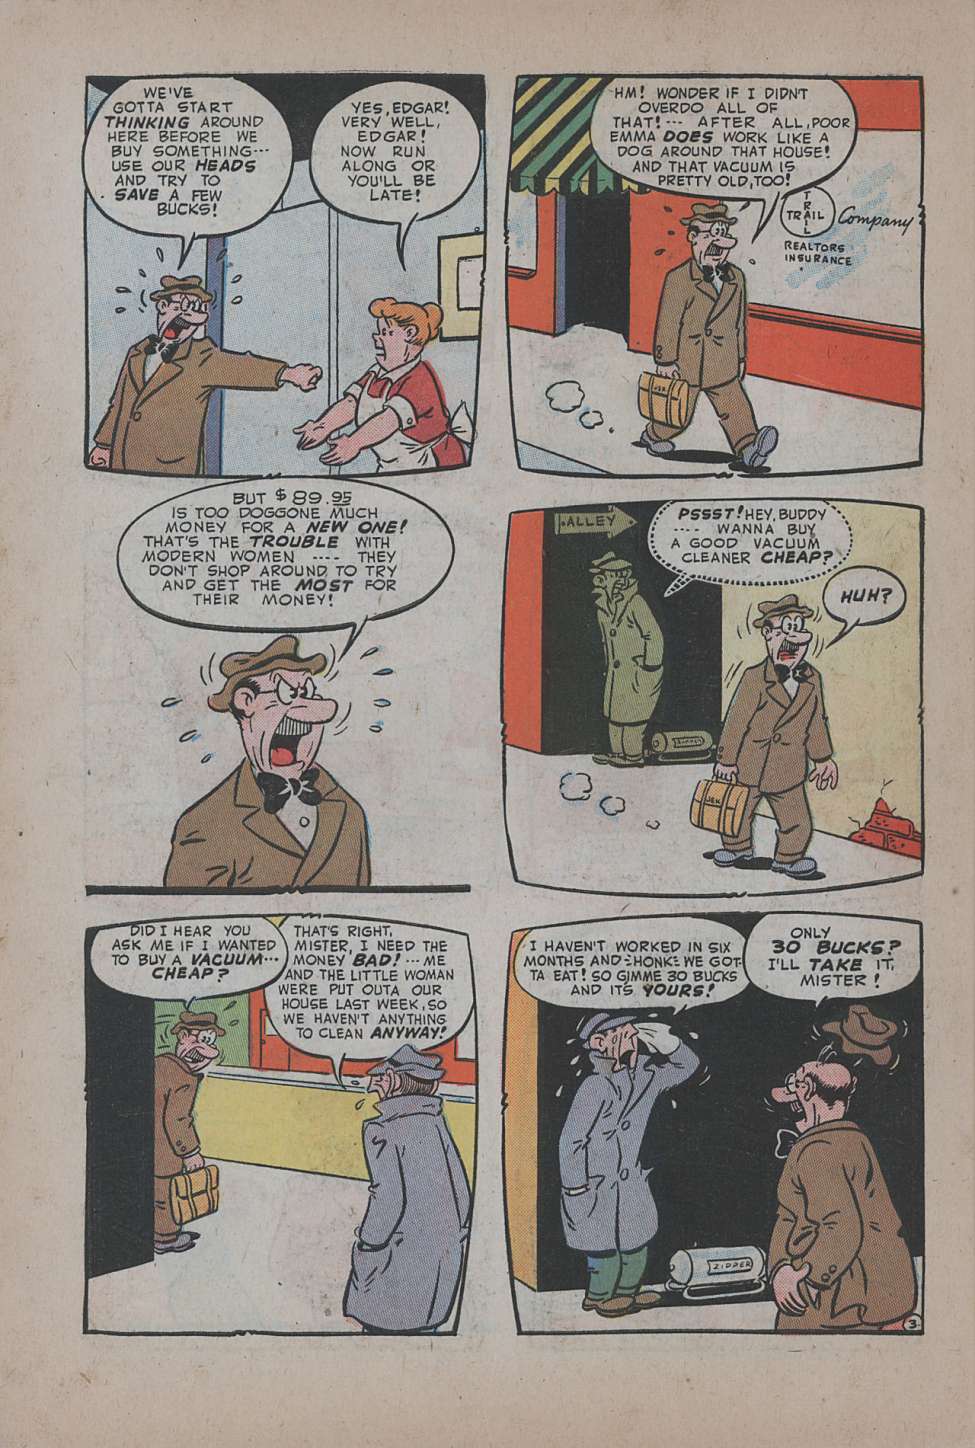 WE'VE
GOTTA START
THINKING AROUND
HERE BEFORE WE
BUY SOMETHING---
USE OUR HEADS
AND TRY TO
SAVE A FEW
BUCKS!
YES, EDGAR!
VERY WELL,
EDGAR!
NOW RUN
ALONG OR
YOU'LL BE
LATE!
HM! WONDER IF I DIDN'T
OVERDO ALL OF
THAT!--- AFTER ALL, POOR
EMMA DOES WORK LIKE A
DOG AROUND THAT HOUSE!
AND THAT VACUUM IS
PRETTY OLD, TOO!
TRAIL
TRAIL
Company
REALTORS
INSURANCE
BUT $89.95
IS TOO DOGGONE MUCH
MONEY FOR A NEW ONE!
THAT'S THE TROUBLE WITH
MODERN WOMEN ---- THEY
DON'T SHOP AROUND TO TRY
AND GET THE MOST FOR
THEIR MONEY!
ALLEY
PSSST! HEY, BUDDY
---- WANNA BUY
A GOOD VACUUM
CLEANER CHEAP?
HUH?
ZIPPER
DID I HEAR YOU
ASK ME IF I WANTED
TO BUY A VACUUM---
CHEAP?
THAT'S RIGHT,
MISTER, I NEED THE
MONEY BAD! --- ME
AND THE LITTLE WOMAN
WERE PUT OUTA OUR
HOUSE LAST WEEK, SO
WE HAVEN'T ANYTHING
TO CLEAN ANYWAY!
I HAVEN'T WORKED IN SIX
MONTHS AND -:HONK:- WE GOT-
TA EAT! SO GIMME 30 BUCKS
AND ITS YOURS!
ONLY
30 BUCKS?
I'LL TAKE IT,
MISTER!
ZIPPER
3